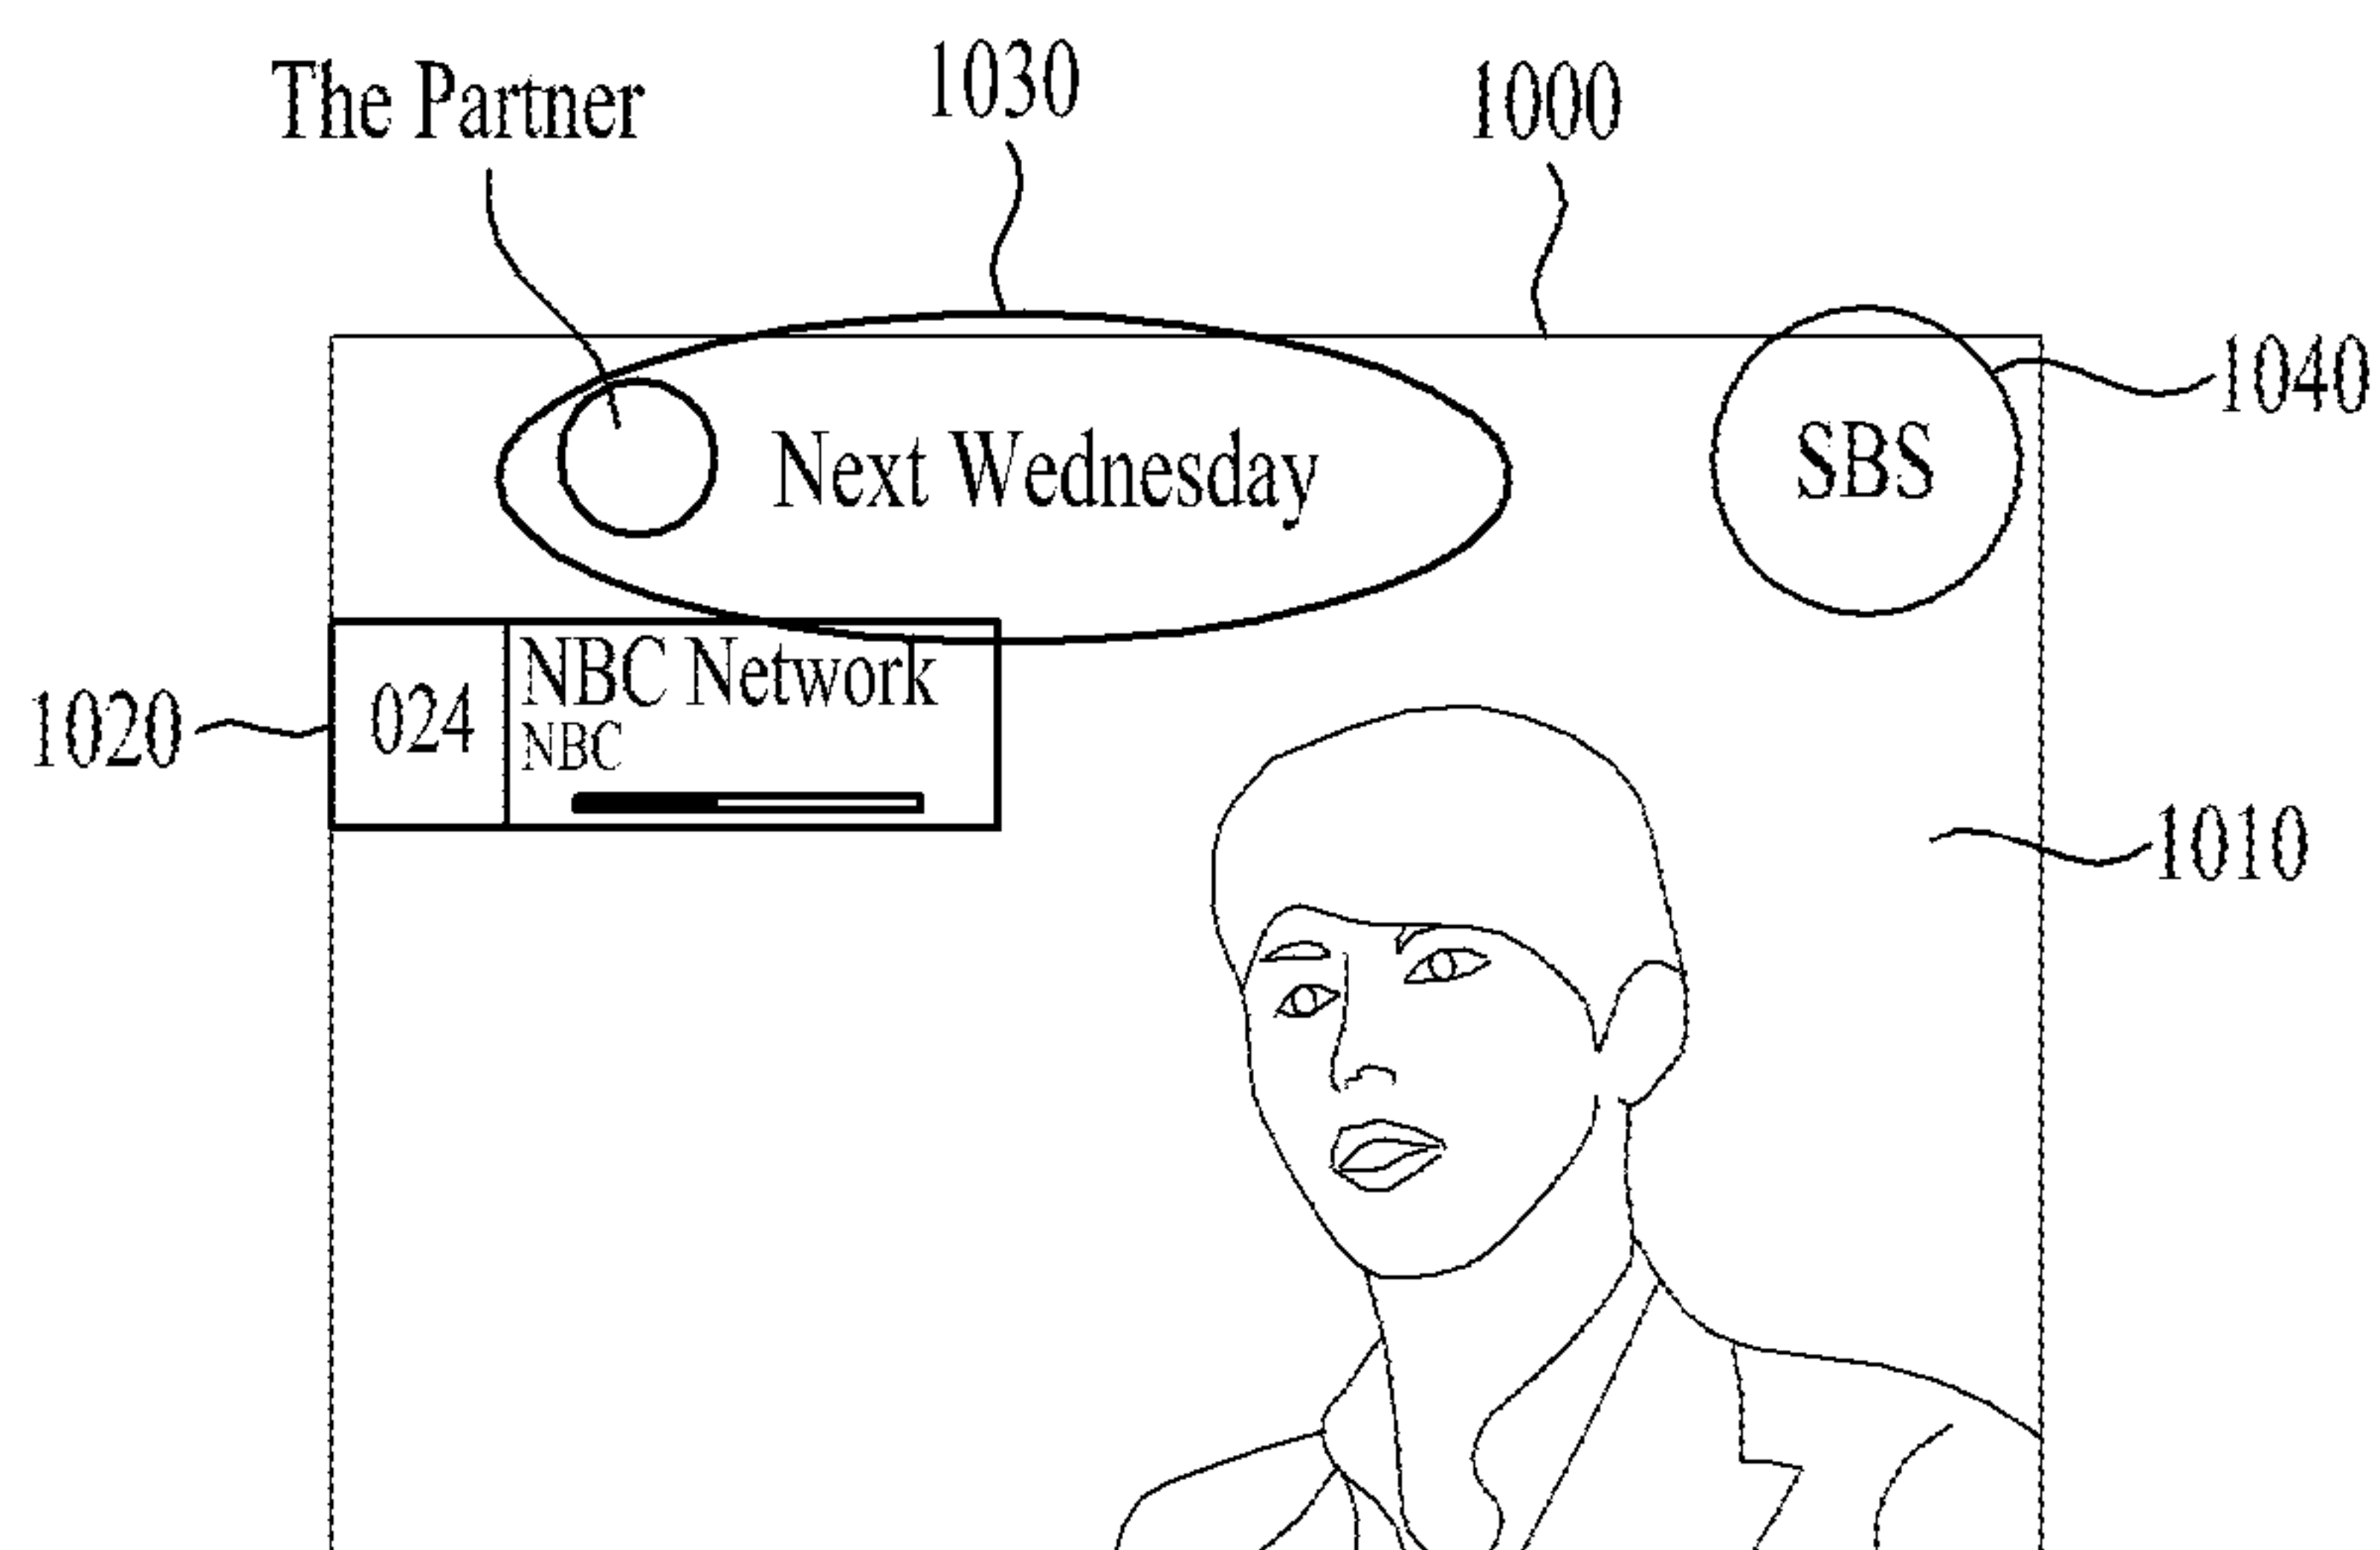 The Partner
1030
1000
1040
Next Wednesday
SBS
1020
024
NBC Network
NBC
1010